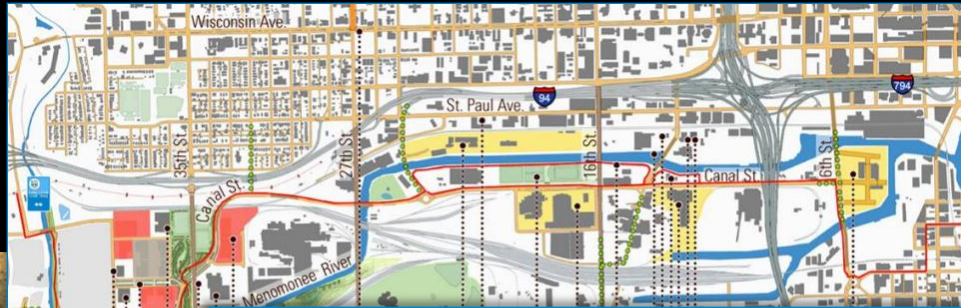 Wisconsin Ave.
94
794
St. Paul Ave.
35th St.
27th St.
16th St.
6th St.
Canal St.
Canal St.
Menomonee River